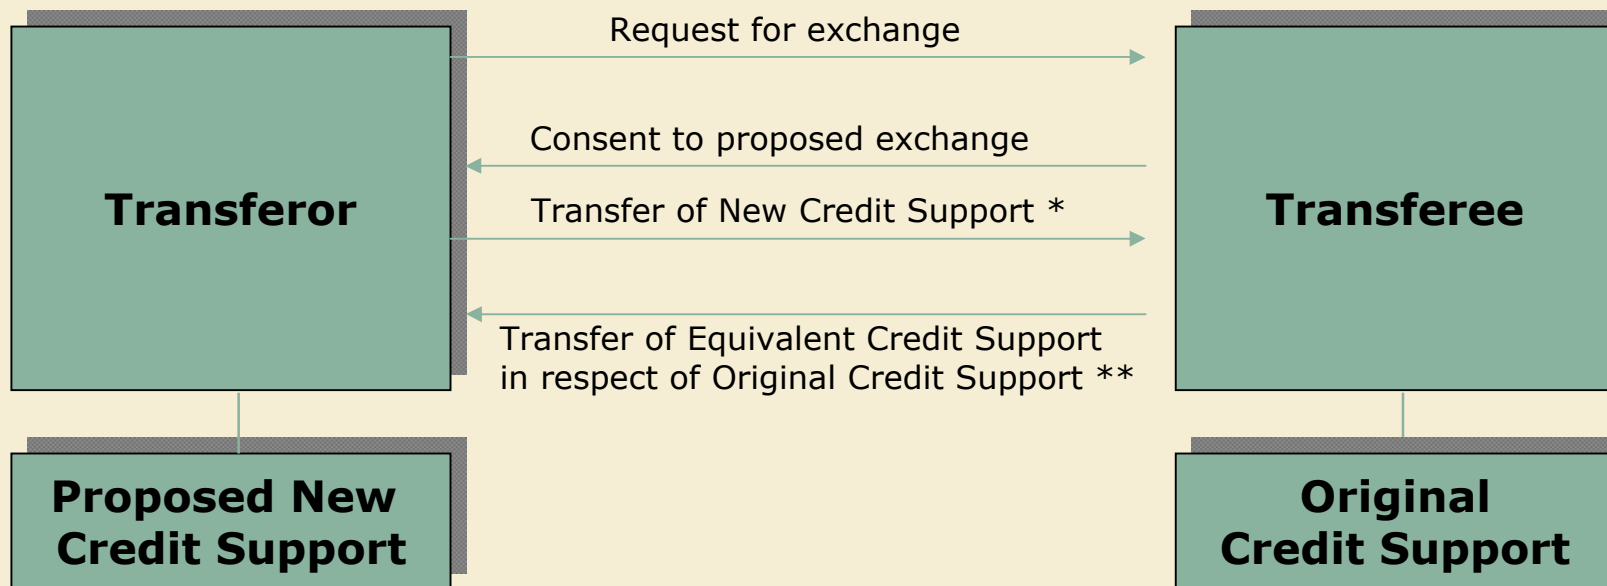 Request for exchange
Consent to proposed exchange
Transferor
Transfer of New Credit Support *
Transferee
Transfer of Equivalent Credit Support
in respect of Original Credit Support **
Proposed New
Credit Support
Original
Credit Support